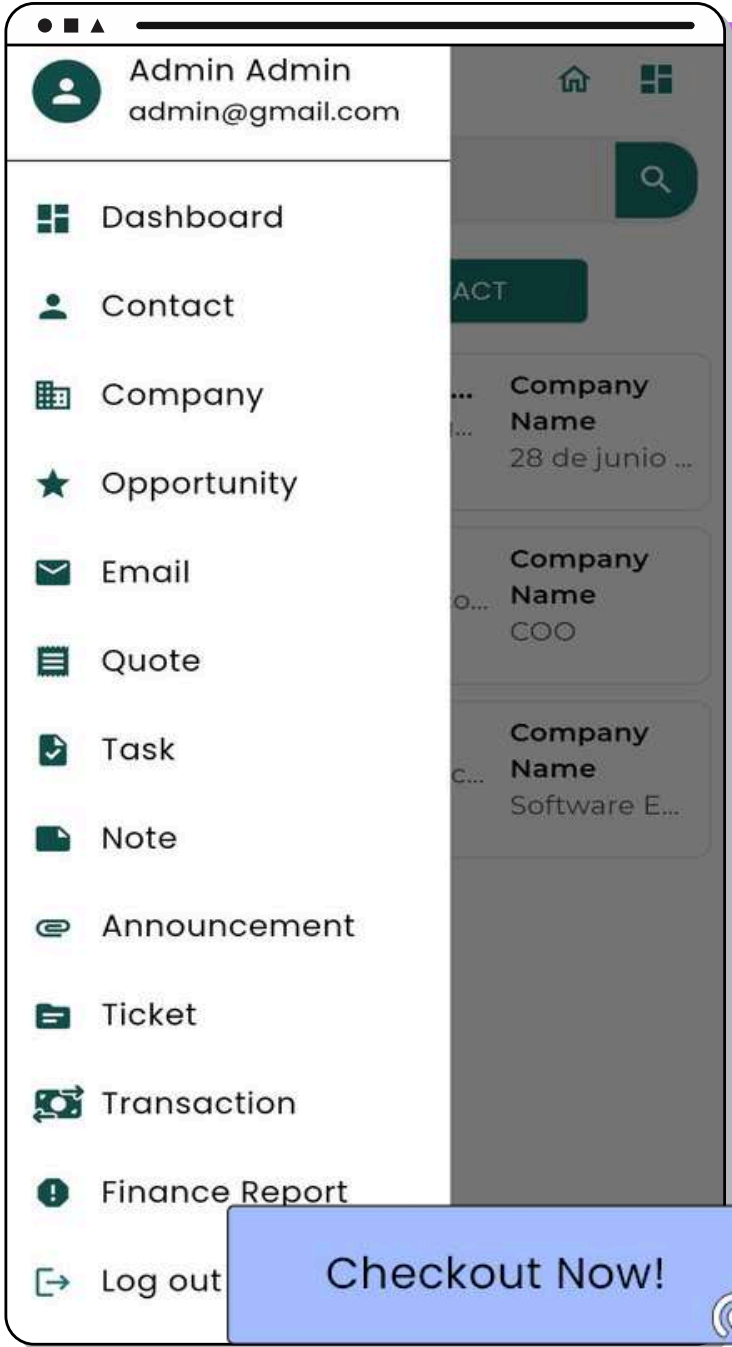 Admin Admin
admin@gmail.com
Dashboard
Contact
Company
Opportunity
Email
Quote
Task
Note
Announcement
Ticket
Transaction
Finance Report
Log out
ACT
...
Company
Name
28 de junio ...
Company
Name
o...
COO
Company
Name
c...
Software E...
Checkout Now!